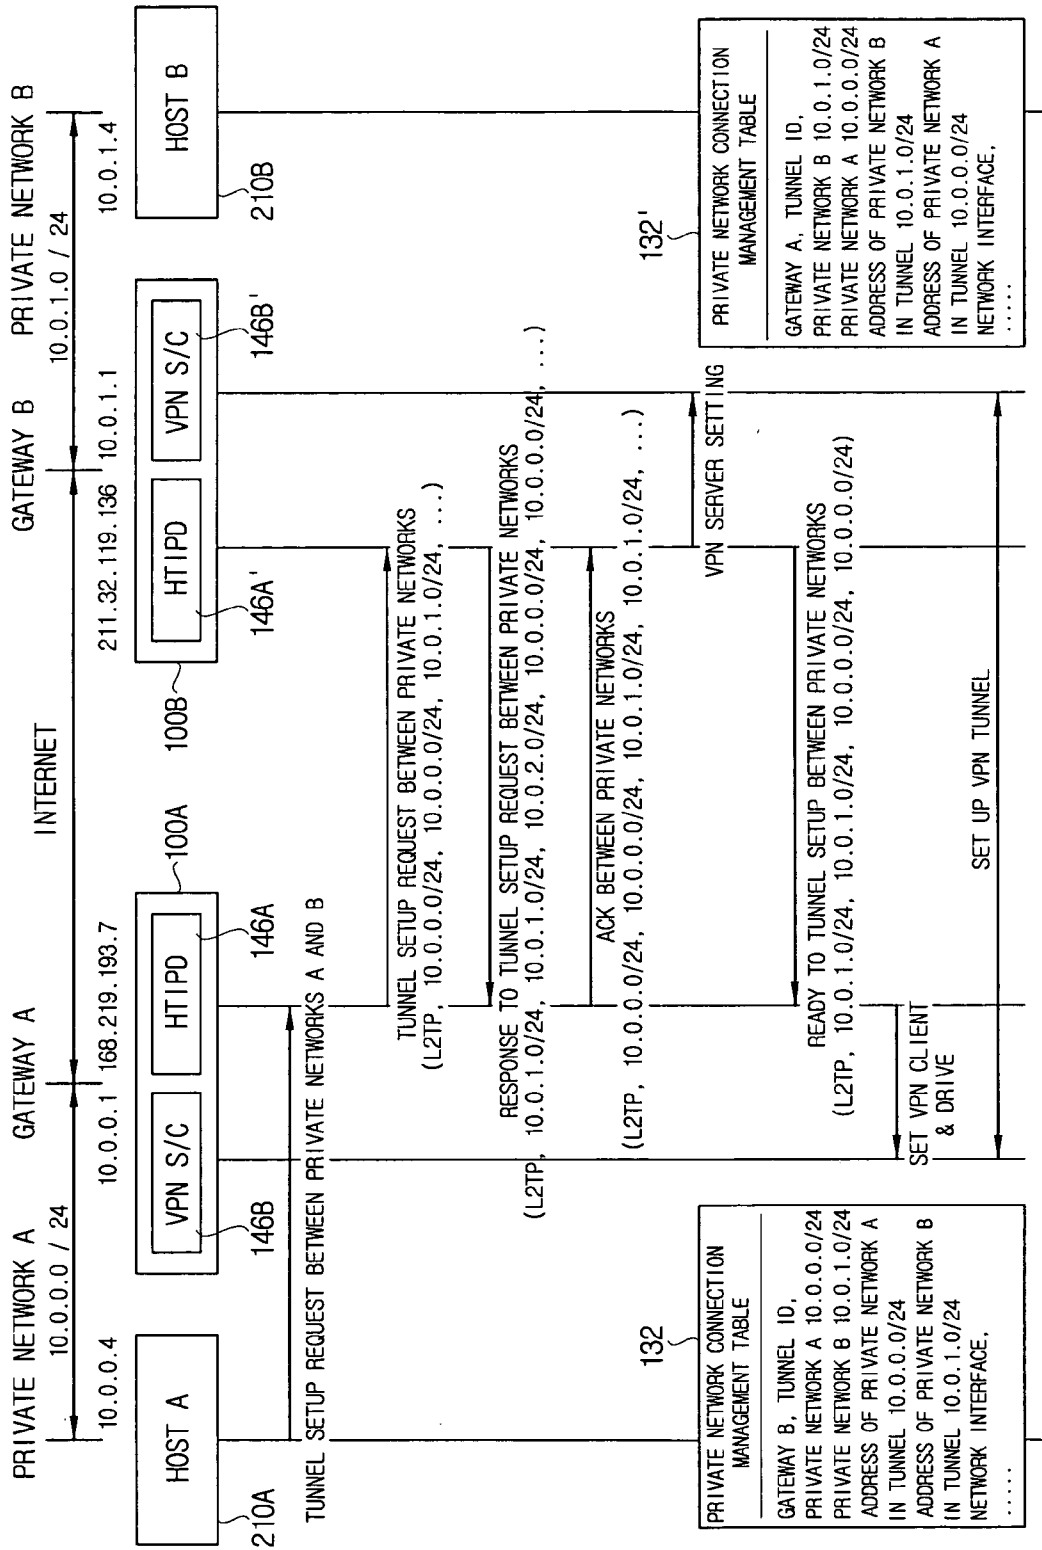 PRIVATE NETWORK A
GATEWAY A
INTERNET
GATEWAY B
PRIVATE NETWORK B
10.0.0.0 / 24
10.0.1.0 / 24
10.0.0.4
10.0.0.1
168.219.193.7
211.32.119.136
10.0.1.1
10.0.1.4
HOST A
VPN S/C
HTIPD
HTIPD
VPN S/C
HOST B
210A
146B
146A
100A
100B
146A'
146B'
210B
TUNNEL SETUP REQUEST BETWEEN PRIVATE NETWORKS A AND B
TUNNEL SETUP REQUEST BETWEEN PRIVATE NETWORKS
(L2TP, 10.0.0.0/24, 10.0.0.0/24, 10.0.1.0/24, ...)
RESPONSE TO TUNNEL SETUP REQUEST BETWEEN PRIVATE NETWORKS
(L2TP, 10.0.1.0/24, 10.0.1.0/24, 10.0.2.0/24, 10.0.0.0/24, 10.0.0.0/24, ...)
ACK BETWEEN PRIVATE NETWORKS
(L2TP, 10.0.0.0/24, 10.0.0.0/24, 10.0.1.0/24, 10.0.1.0/24, ...)
VPN SERVER SETTING
READY TO TUNNEL SETUP BETWEEN PRIVATE NETWORKS
(L2TP, 10.0.1.0/24, 10.0.1.0/24, 10.0.0.0/24, 10.0.0.0/24)
SET VPN CLIENT
& DRIVE
SET UP VPN TUNNEL
132
PRIVATE NETWORK CONNECTION
MANAGEMENT TABLE
GATEWAY B, TUNNEL ID,
PRIVATE NETWORK A 10.0.0.0/24
PRIVATE NETWORK B 10.0.1.0/24
ADDRESS OF PRIVATE NETWORK A
IN TUNNEL 10.0.0.0/24
ADDRESS OF PRIVATE NETWORK B
IN TUNNEL 10.0.1.0/24
NETWORK INTERFACE,
.....
132'
PRIVATE NETWORK CONNECTION
MANAGEMENT TABLE
GATEWAY A, TUNNEL ID,
PRIVATE NETWORK B 10.0.1.0/24
PRIVATE NETWORK A 10.0.0.0/24
ADDRESS OF PRIVATE NETWORK B
IN TUNNEL 10.0.1.0/24
ADDRESS OF PRIVATE NETWORK A
IN TUNNEL 10.0.0.0/24
NETWORK INTERFACE,
.....